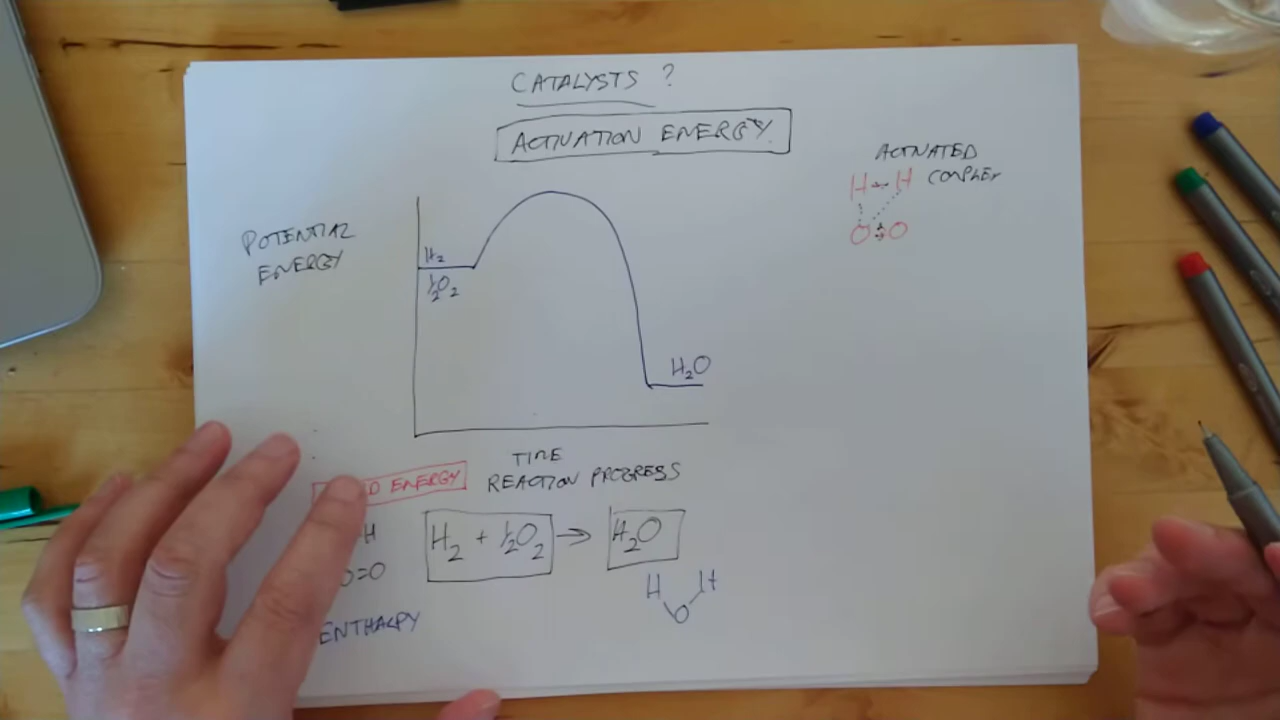 CATALYSTS ?
ACTIVATION ENERGY
ACTIVATED
COMPLEX
H H
O O
POTENTIAL
ENERGY
H₂
½O₂
H₂O
TIME
REACTION PROGRESS
ENERGY
H₂ + ½O₂ → H₂O
H
O=O
H H
O
ENTHALPY